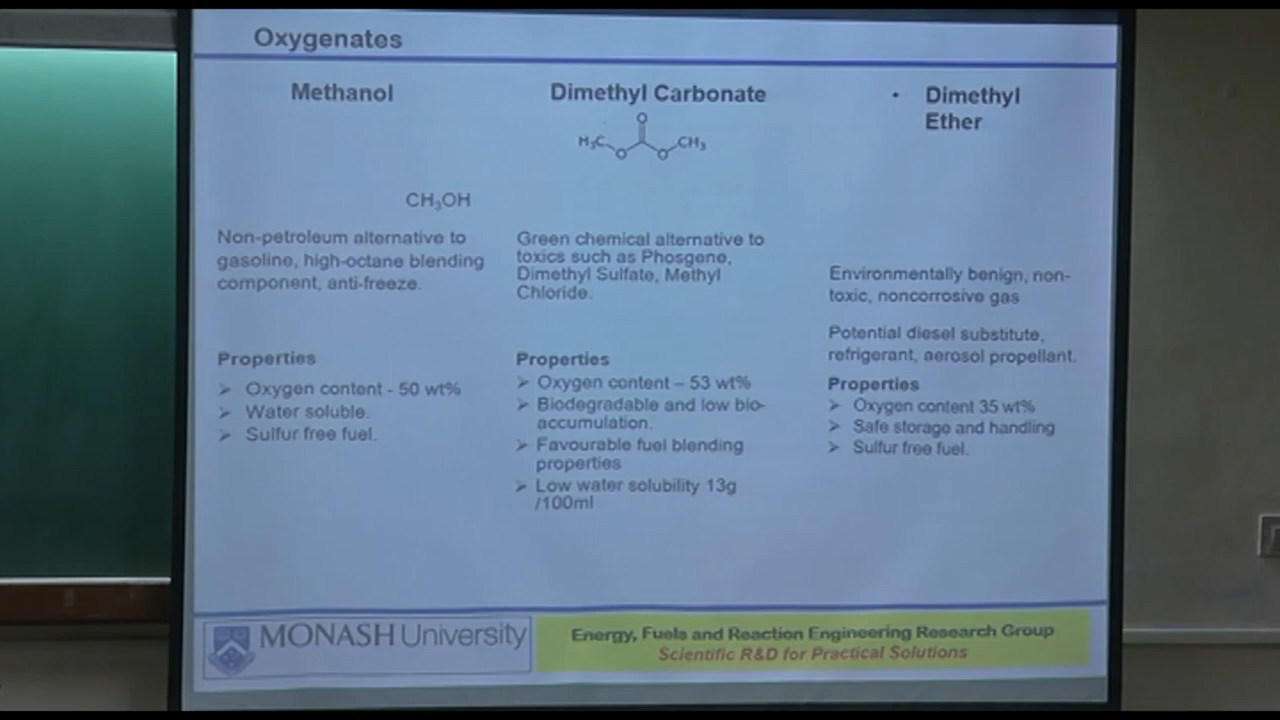 Oxygenates
Methanol
CH₃OH
Non-petroleum alternative to
gasoline, high-octane blending
component, anti-freeze.
Properties
➢ Oxygen content - 50 wt%
➢ Water soluble.
➢ Sulfur free fuel.
Dimethyl Carbonate
O
H₃C O O CH₃
Green chemical alternative to
toxics such as Phosgene,
Dimethyl Sulfate, Methyl
Chloride.
Properties
➢ Oxygen content – 53 wt%
➢ Biodegradable and low bio-
accumulation.
➢ Favourable fuel blending
properties
➢ Low water solubility 13g
/100ml
• Dimethyl
Ether
Environmentally benign, non-
toxic, noncorrosive gas
Potential diesel substitute,
refrigerant, aerosol propellant.
Properties
➢ Oxygen content 35 wt%
➢ Safe storage and handling
➢ Sulfur free fuel.
MONASH University
Energy, Fuels and Reaction Engineering Research Group
Scientific R&D for Practical Solutions